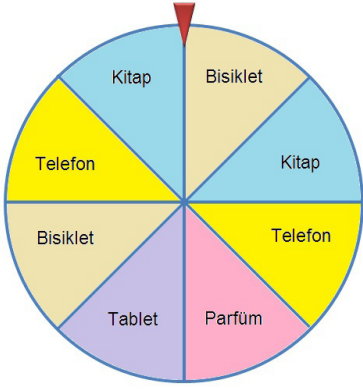 Kitap
Bisiklet
Telefon
Kitap
Bisiklet
Telefon
Tablet
Parfüm